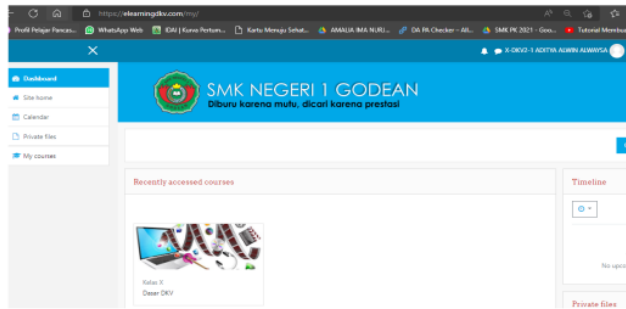 https://elearningdkv.com/my/
Profil Pelajar Pancas...
WhatsApp Web
IDAI | Kurva Pertum...
Kartu Menuju Sehat...
AMALIA IMA NURJ...
DA PA Checker – All...
SMK PK 2021 - Goo...
Tutorial Membua
X-DKV2-1 ADITYA ALWIN ALWAYSA
Dashboard
Site home
Calendar
Private files
My courses
SMK NEGERI 1 GODEAN
Diburu karena mutu, dicari karena prestasi
Recently accessed courses
Timeline
Kelas X
Dasar DKV
No upco
Private files